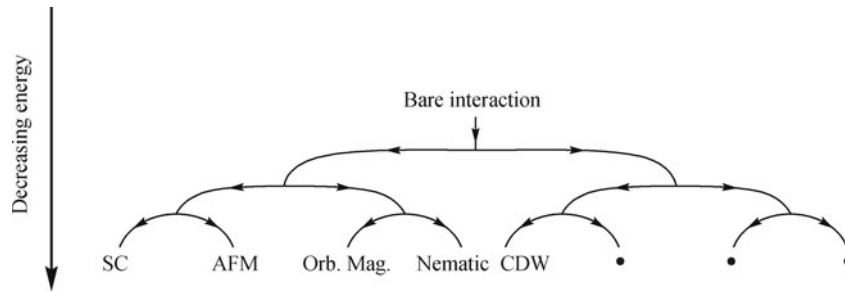 Decreasing energy
Bare interaction
SC AFM Orb. Mag. Nematic CDW